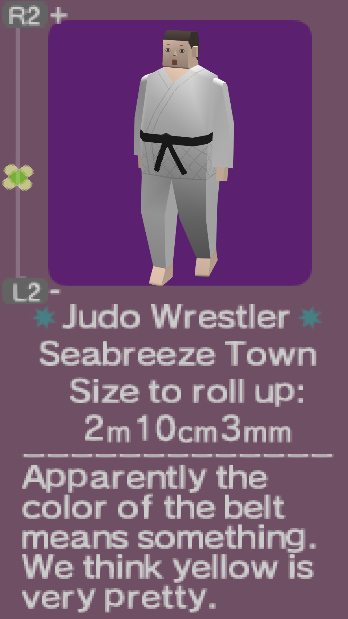 R2 +
L2 -
Judo Wrestler
Seabreeze Town
Size to roll up:
2m10cm3mm
Apparently the
color of the belt
means something.
We think yellow is
very pretty.